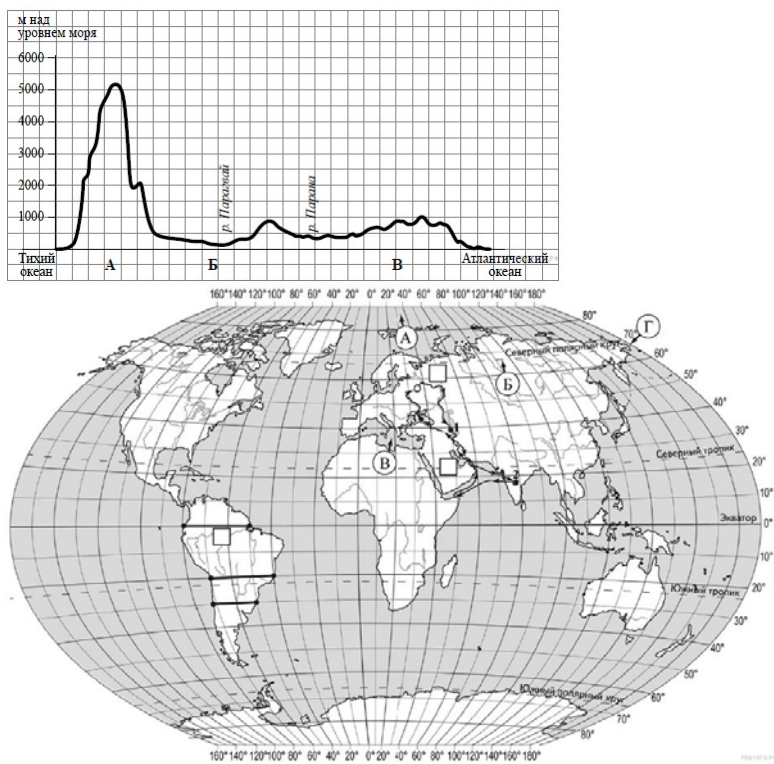 м над
уровнем моря
6000
5000
4000
3000
2000
1000
р. Парагвай
р. Парана
Тихий
океан
А
Б
В
Атлантический
океан
160° 140° 120° 100° 80° 60° 40° 20° 0° 20° 40° 60° 80° 100° 120° 140° 160° 180°
80°
70°
Г
А
Северный полярный круг
60°
Б
50°
40°
30°
В
Северный тропик
20°
Экватор
0°
10°
Южный тропик
20°
30°
40°
50°
60°
Южный полярный круг
70°
80°
160° 140° 120° 100° 80° 60° 40° 20° 0° 20° 40° 60° 80° 100° 120° 140° 160° 180°